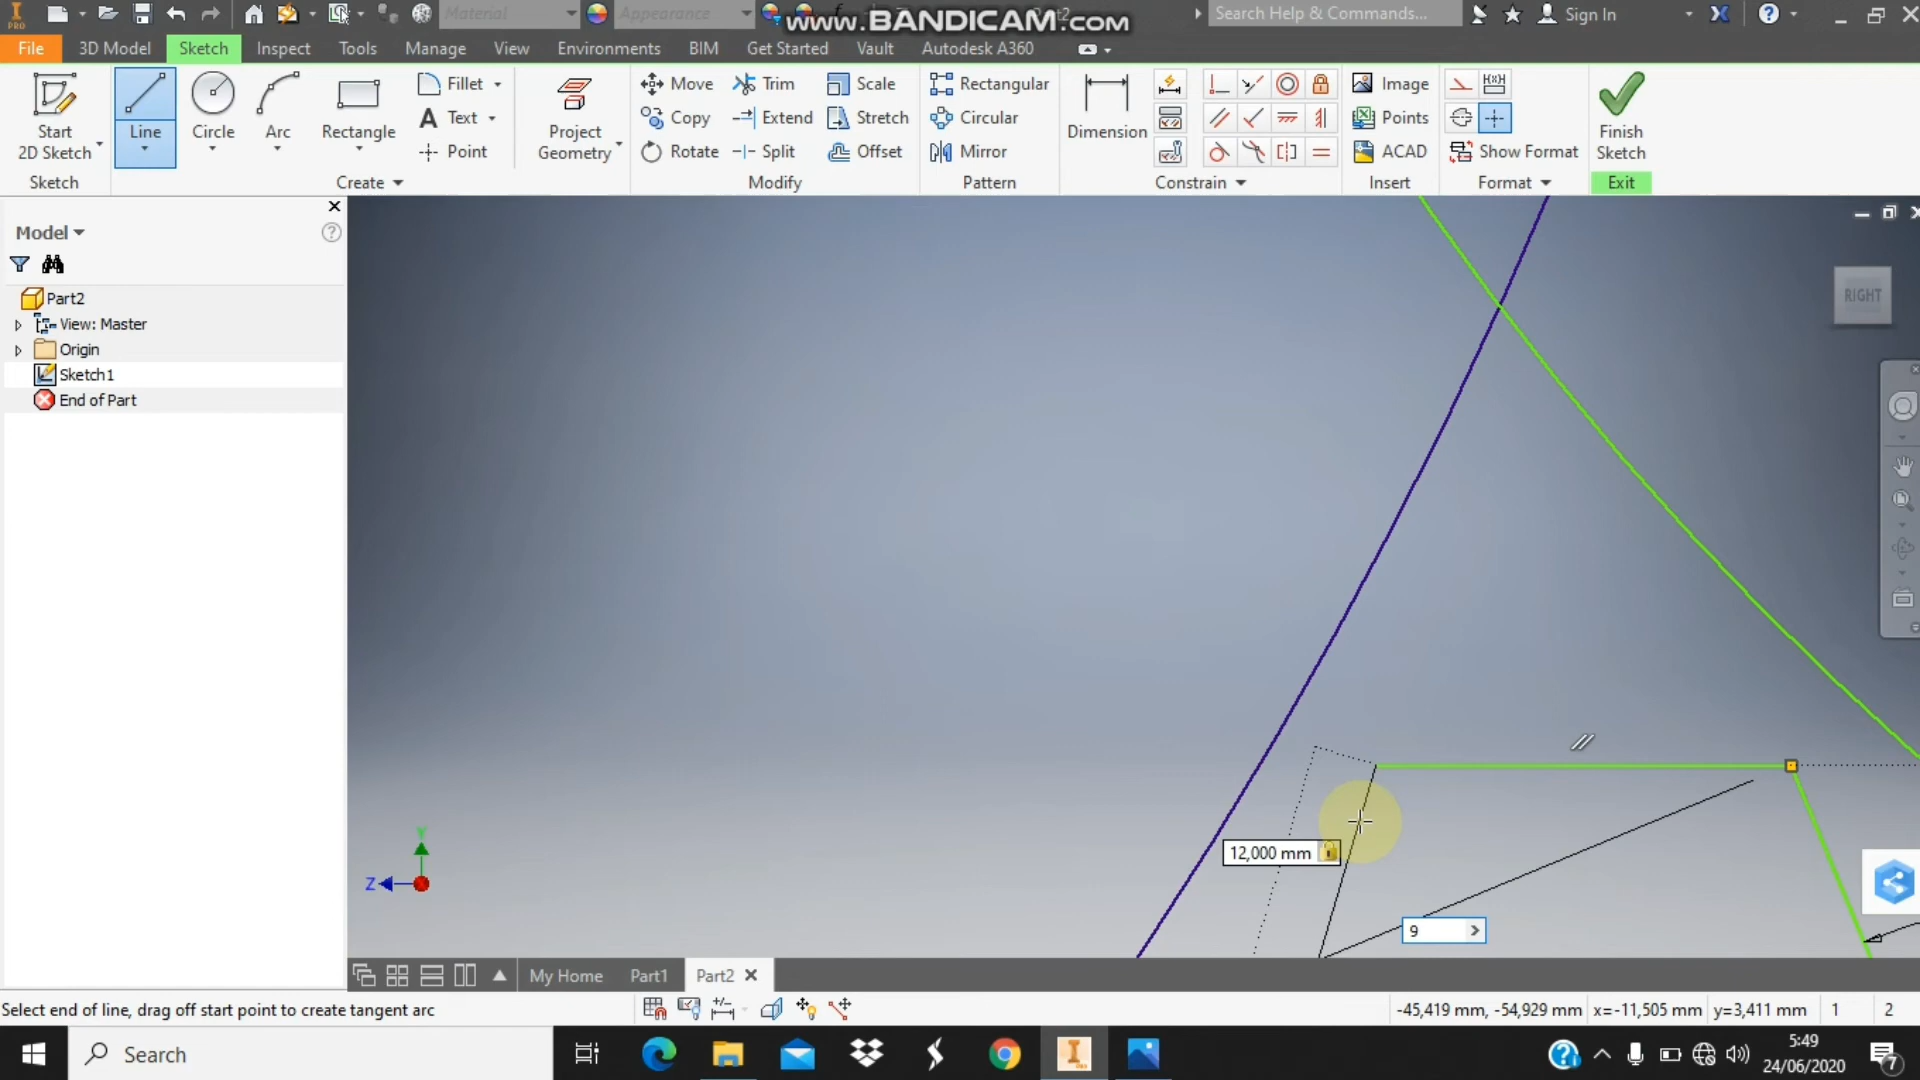 PRO
Material
Appearance
www.BANDICAM.com
Search Help & Commands...
Sign In
File
3D Model
Sketch
Inspect
Tools
Manage
View
Environments
BIM
Get Started
Vault
Autodesk A360
Start
2D Sketch
Line
Circle
Arc
Rectangle
Fillet
Text
Point
Project
Geometry
Move
Copy
Rotate
Trim
Extend
Split
Scale
Stretch
Offset
Rectangular
Circular
Mirror
Dimension
Image
Points
ACAD
Show Format
Finish
Sketch
Sketch
Create
Modify
Pattern
Constrain
Insert
Format
Exit
Model
Part2
View: Master
Origin
Sketch1
End of Part
RIGHT
12,000 mm
9
Y
Z
My Home
Part1
Part2
Select end of line, drag off start point to create tangent arc
-45,419 mm, -54,929 mm
x=-11,505 mm
y=3,411 mm
1
2
Search
5:49
24/06/2020
7